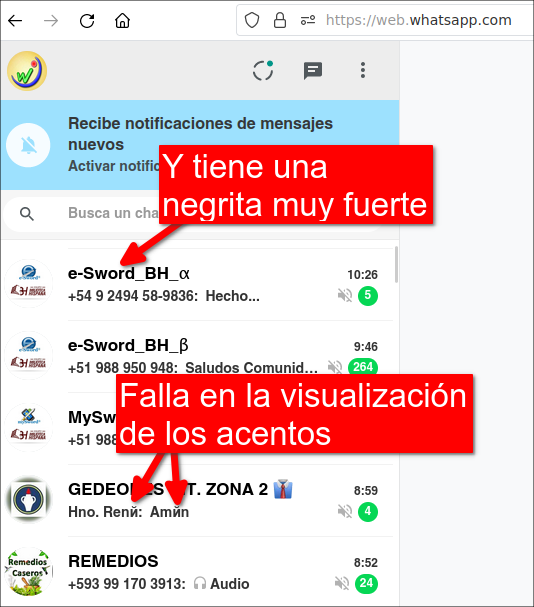 https://web.whatsapp.com
Recibe notificaciones de mensajes
nuevos
Activar notific
Y tiene una
negrita muy fuerte
Busca un cha
e-Sword_BH_α
10:26
+54 9 2494 58-9836: Hecho...
5
e-Sword_BH_β
9:46
+51 988 950 948: Saludos Comunid...
264
MySw
+51 988
Falla en la visualización
de los acentos
GEDEO ES T. ZONA 2 👔
8:59
Hno. Renй: Amйn
4
REMEDIOS
8:52
+593 99 170 3913: Audio
24
Remedios
Caseros